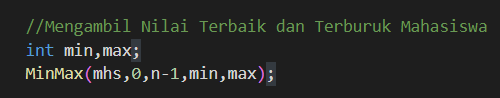 //Mengambil Nilai Terbaik dan Terburuk Mahasiswa
int min,max;
MinMax(mhs,0,n-1,min,max);